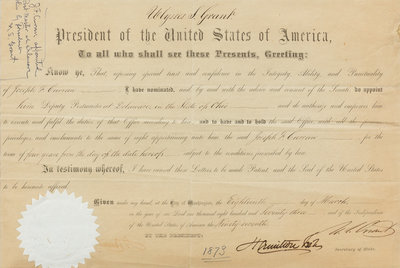 Ulysses S. Grant
President of the United States of America,
To all who shall see these Presents, Greeting:
Know ye, That, reposing special trust and confidence in the Integrity, Ability, and Punctuality
of Joseph F. Curren I have nominated, and by and with the advice and consent of the Senate do appoint
him Deputy Postmaster at Delaware, in the State of Ohio and do authorize and empower him
to execute and fulfil the duties of that Office according to law; and to have and to hold the said Office with all the powers
privileges, and emoluments to the same of right appertaining unto him the said Joseph F. Curren for the
term of four years from the day of the date hereof, subject to the conditions prescribed by law.
In testimony whereof, I have caused these Letters to be made Patent, and the Seal of the United States
to be hereunto affixed.
Given under my hand, at the City of Washington, the Eighteenth day of March,
in the year of our Lord one thousand eight hundred and Seventy three and of the Independence
of the United States of America the Ninety seventh
BY THE PRESIDENT:
U. S. Grant
1873
Hamilton Fish
Secretary of State.